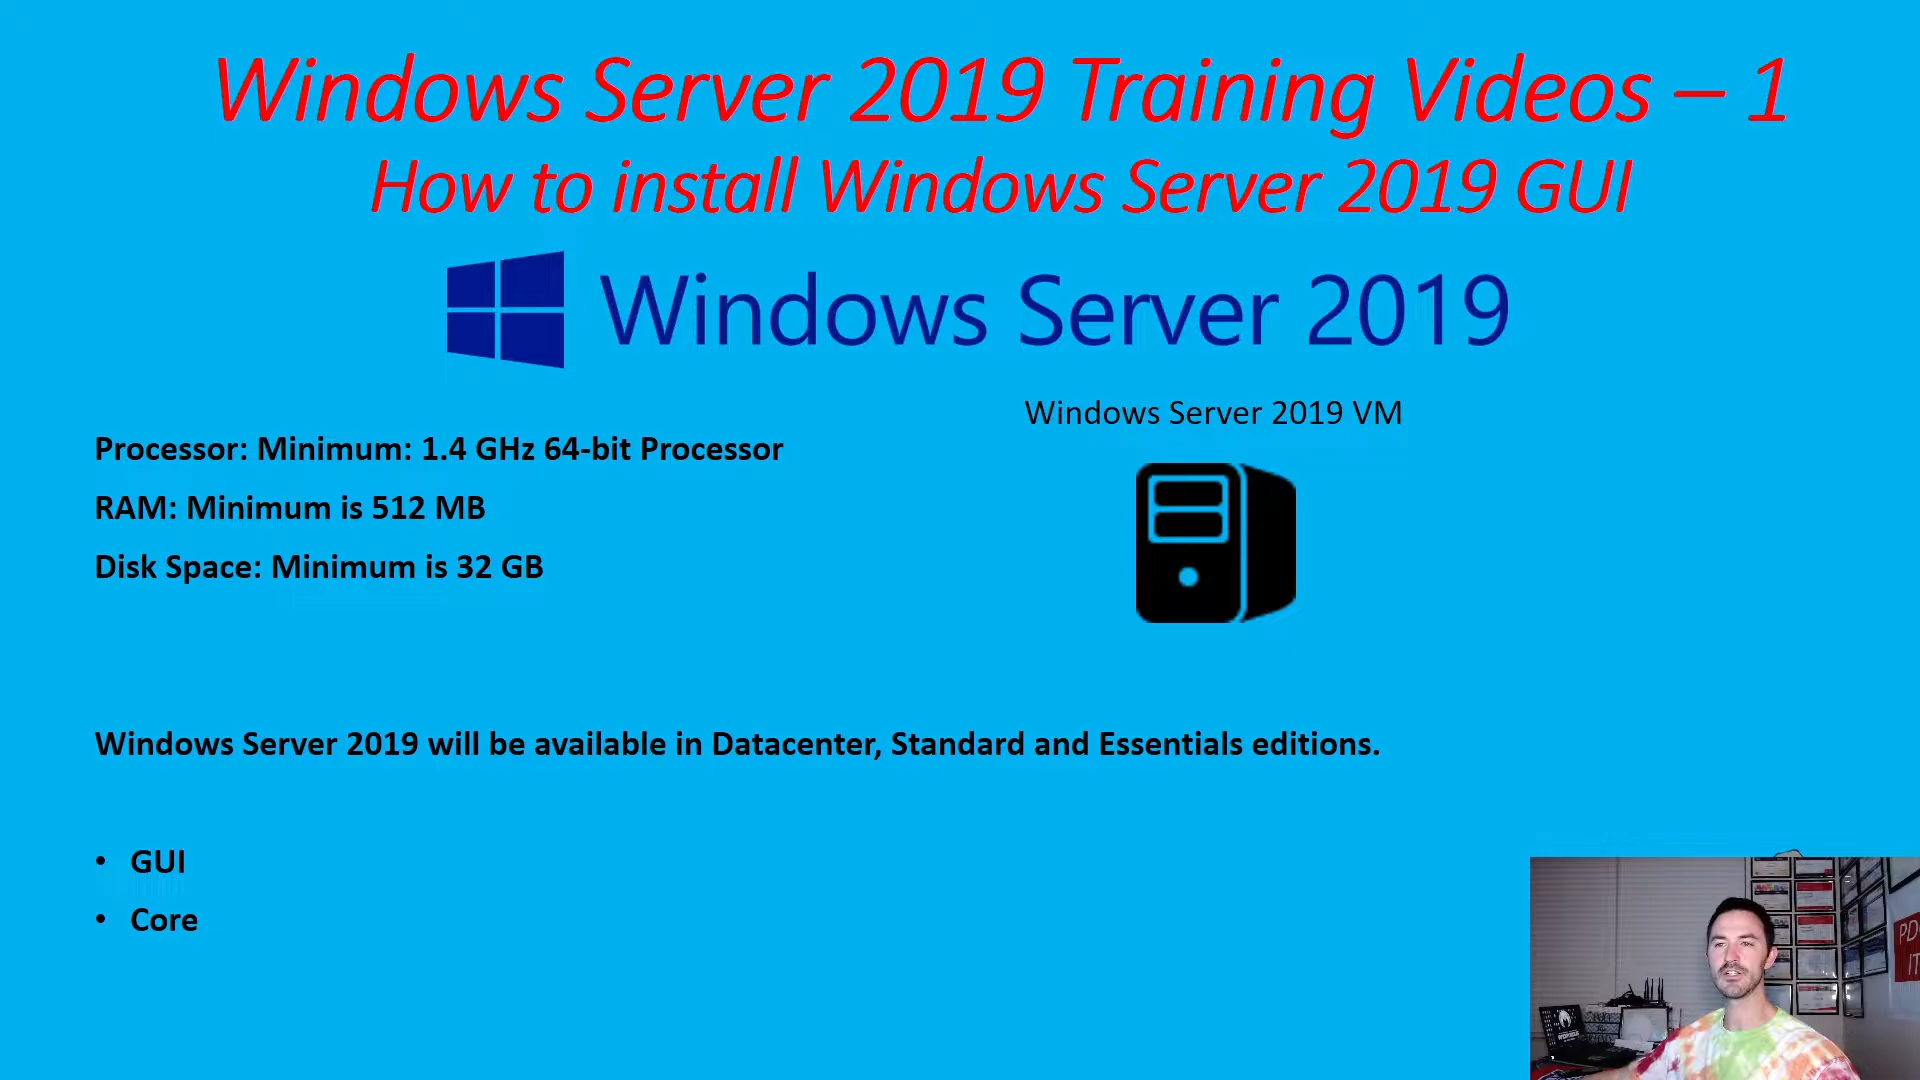 Windows Server 2019 Training Videos – 1
How to install Windows Server 2019 GUI
Windows Server 2019
Windows Server 2019 VM
Processor: Minimum: 1.4 GHz 64-bit Processor
RAM: Minimum is 512 MB
Disk Space: Minimum is 32 GB
Windows Server 2019 will be available in Datacenter, Standard and Essentials editions.
• GUI
• Core